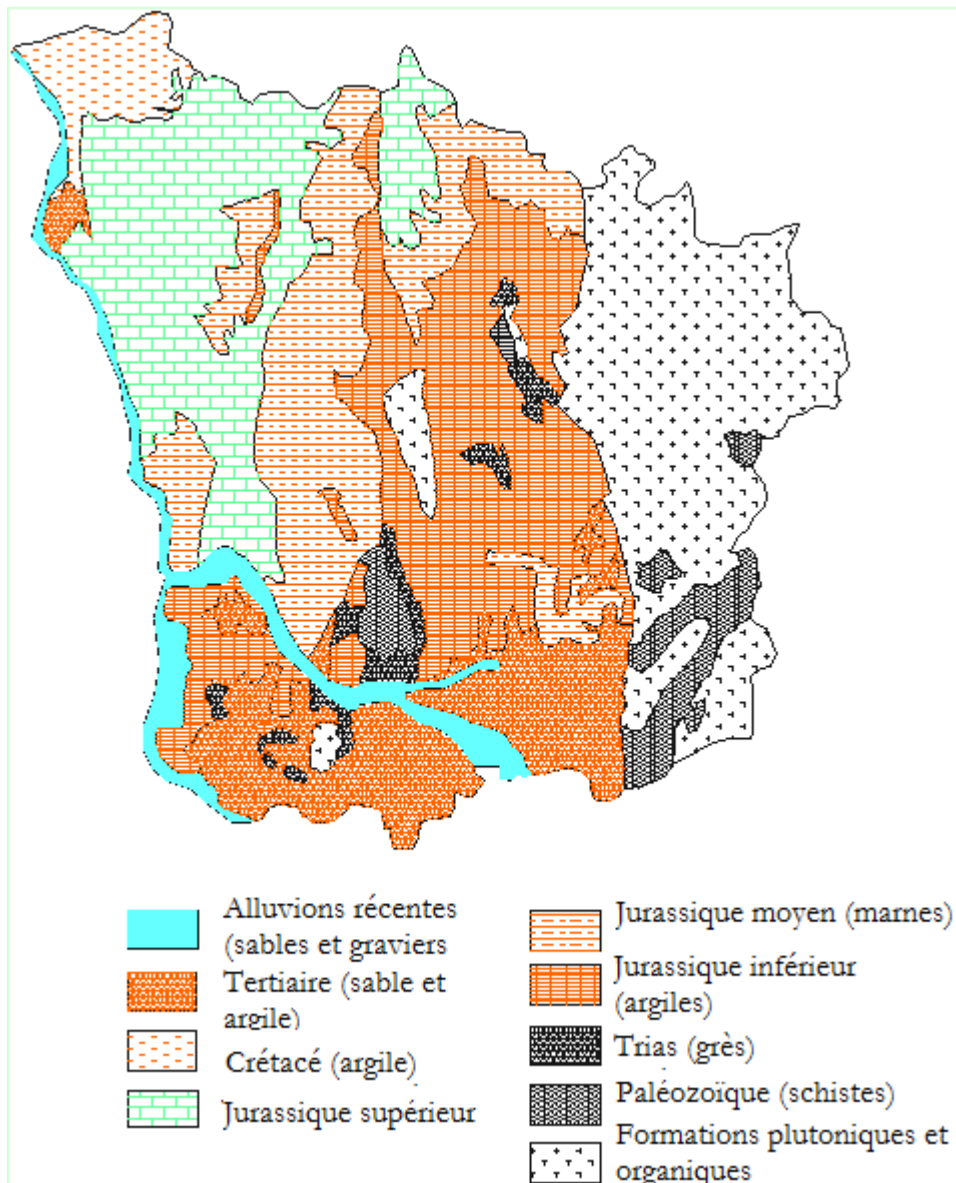 Alluvions récentes
(sables et graviers
Tertiaire (sable et
argile)
Crétacé (argile)
Jurassique supérieur
Jurassique moyen (marnes)
Jurassique inférieur
(argiles)
Trias (grès)
Paléozoïque (schistes)
Formations plutoniques et
organiques